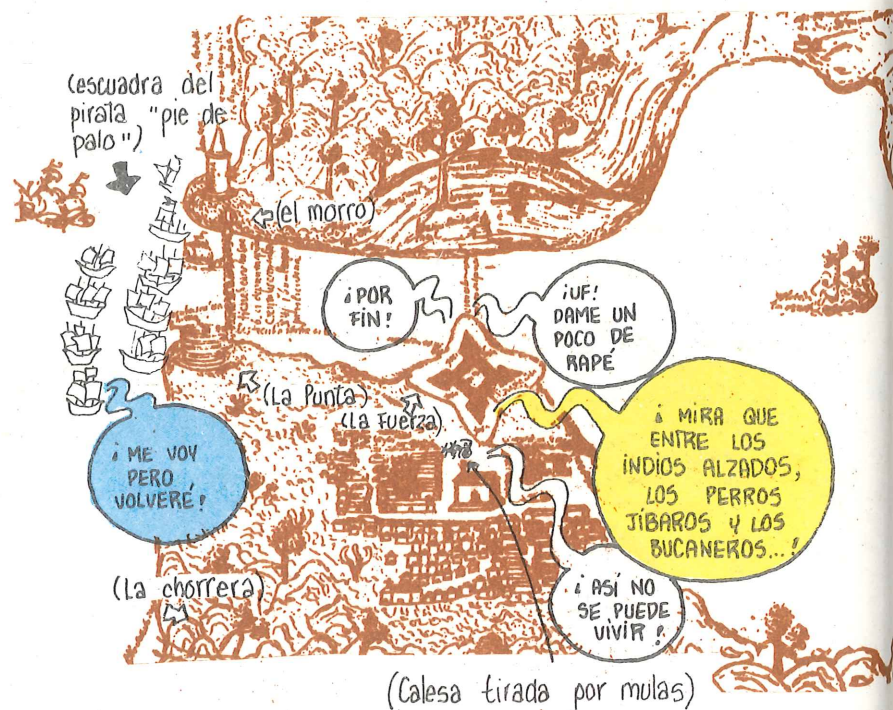 (escuadra del
pirata "pie de
palo")
(el morro)
¡POR
FIN!
¡UF!
DAME UN
POCO DE
RAPÉ
(La Punta)
(La Fuerza)
¡ MIRA QUE
ENTRE LOS
INDIOS ALZADOS,
LOS PERROS
JÍBAROS Y LOS
BUCANEROS...!
¡ ME VOY
PERO
VOLVERÉ!
(La chorrera)
¡ ASÍ NO
SE PUEDE
VIVIR!
(Calesa tirada por mulas)